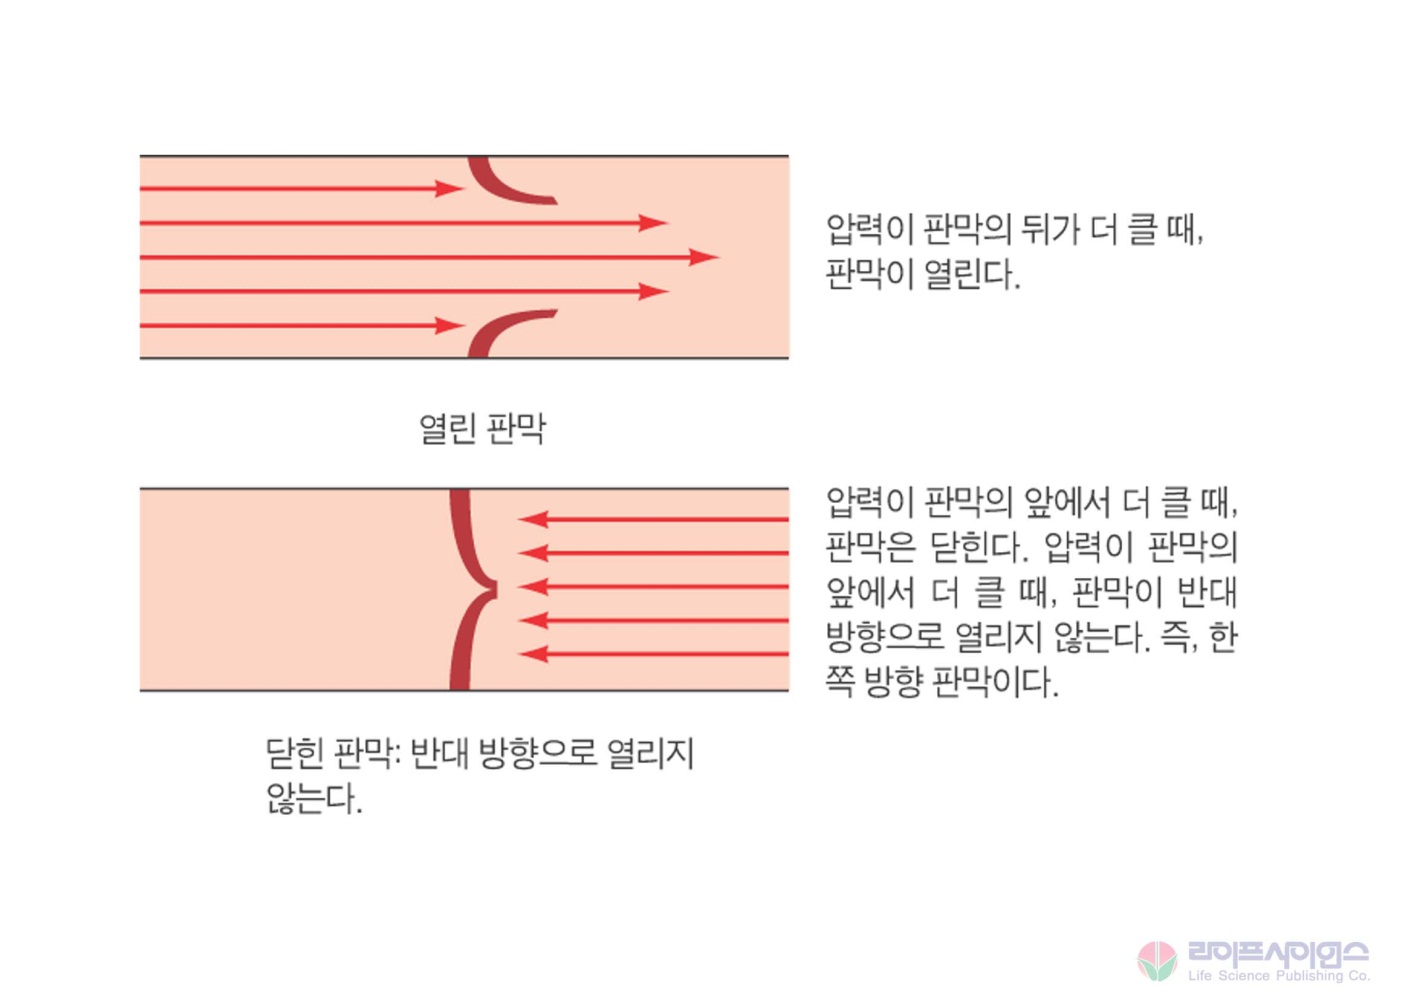 압력이 판막의 뒤가 더 클 때,
판막이 열린다.
열린 판막
압력이 판막의 앞에서 더 클 때,
판막은 닫힌다. 압력이 판막의
앞에서 더 클 때, 판막이 반대
방향으로 열리지 않는다. 즉, 한
쪽 방향 판막이다.
닫힌 판막: 반대 방향으로 열리지
않는다.
라이프사이언스
Life Science Publishing Co.